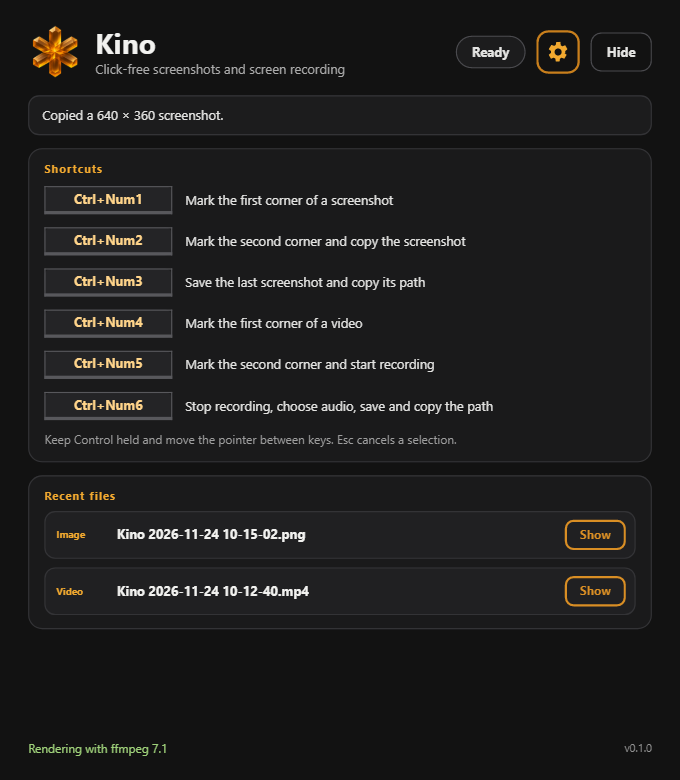 Kino
Click-free screenshots and screen recording
Ready
Hide
Copied a 640 × 360 screenshot.
Shortcuts
Ctrl+Num1 Mark the first corner of a screenshot
Ctrl+Num2 Mark the second corner and copy the screenshot
Ctrl+Num3 Save the last screenshot and copy its path
Ctrl+Num4 Mark the first corner of a video
Ctrl+Num5 Mark the second corner and start recording
Ctrl+Num6 Stop recording, choose audio, save and copy the path
Keep Control held and move the pointer between keys. Esc cancels a selection.
Recent files
Image Kino 2026-11-24 10-15-02.png Show
Video Kino 2026-11-24 10-12-40.mp4 Show
Rendering with ffmpeg 7.1
v0.1.0